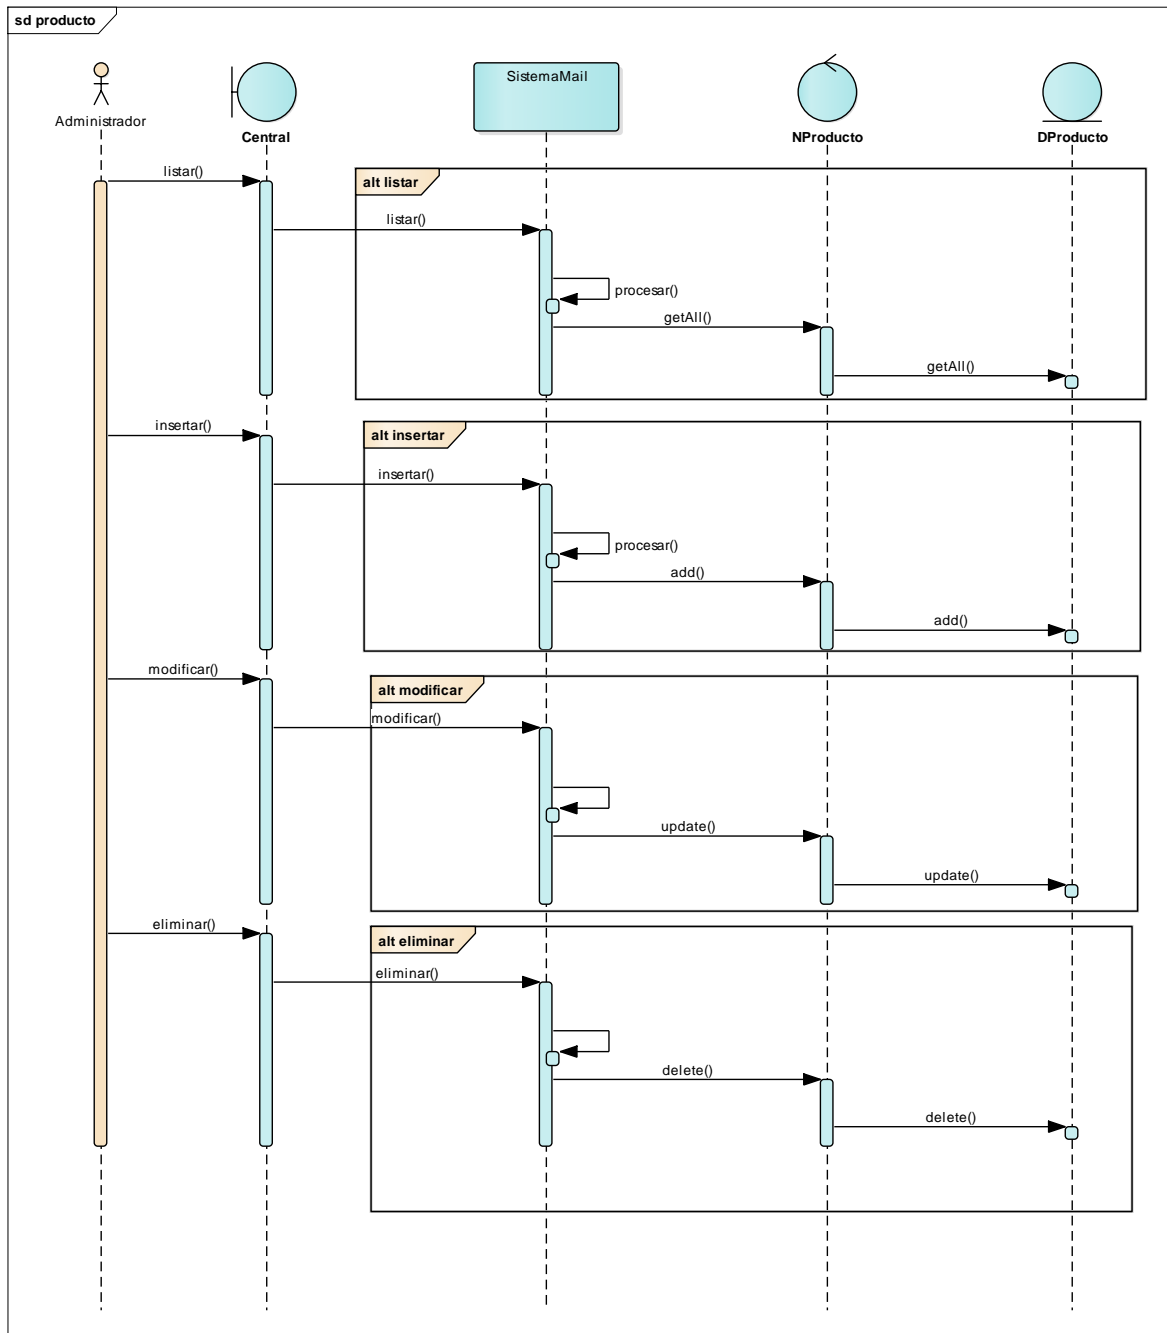 sd producto
Administrador
Central
SistemaMail
NProducto
DProducto
listar()
alt listar
listar()
procesar()
getAll()
getAll()
insertar()
alt insertar
insertar()
procesar()
add()
add()
modificar()
alt modificar
modificar()
update()
update()
eliminar()
alt eliminar
eliminar()
delete()
delete()